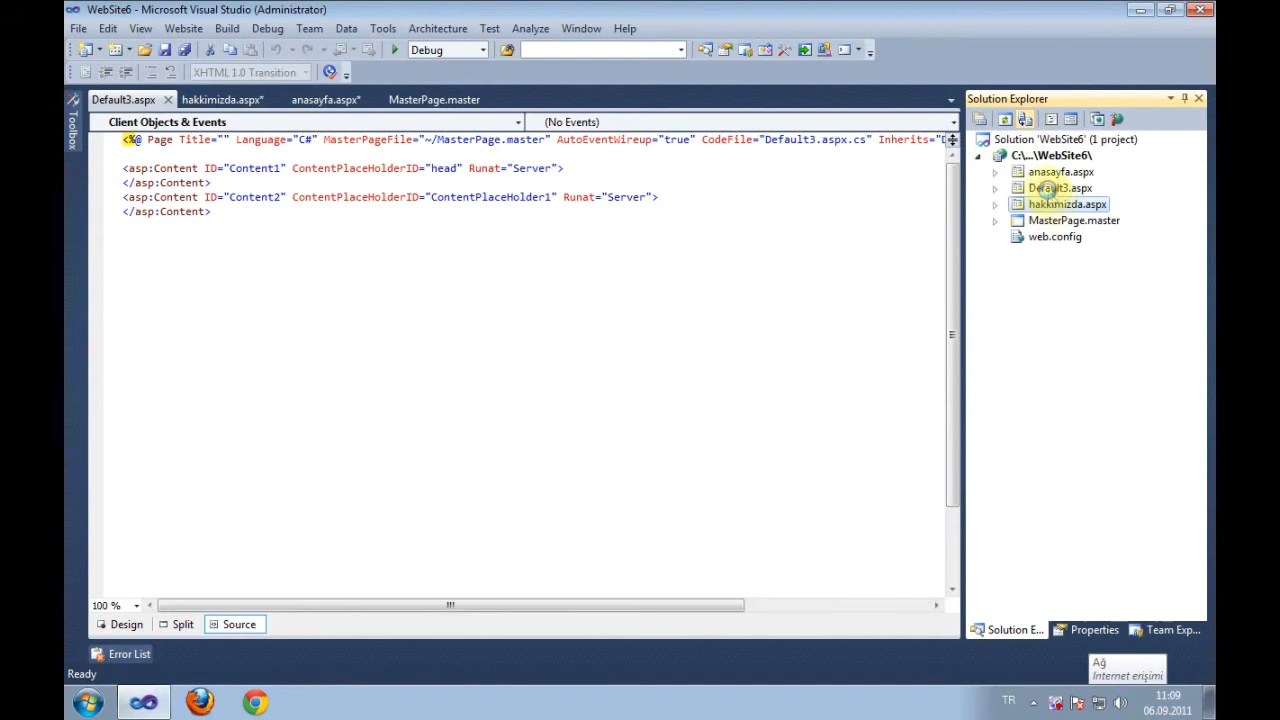 WebSite6 - Microsoft Visual Studio (Administrator)
File Edit View Website Build Debug Team Data Tools Architecture Test Analyze Window Help
Debug
XHTML 1.0 Transition
Default3.aspx hakkimizda.aspx* anasayfa.aspx* MasterPage.master
Client Objects & Events (No Events)
<%@ Page Title="" Language="C#" MasterPageFile="~/MasterPage.master" AutoEventWireup="true" CodeFile="Default3.aspx.cs" Inherits="
<asp:Content ID="Content1" ContentPlaceHolderID="head" Runat="Server">
</asp:Content>
<asp:Content ID="Content2" ContentPlaceHolderID="ContentPlaceHolder1" Runat="Server">
</asp:Content>
100 %
Design Split Source
Error List
Ready
Solution Explorer
Solution 'WebSite6' (1 project)
C:\...\WebSite6\
anasayfa.aspx
Default3.aspx
hakkimizda.aspx
MasterPage.master
web.config
Solution E... Properties Team Exp...
Ağ
Internet erişimi
TR
11:09
06.09.2011